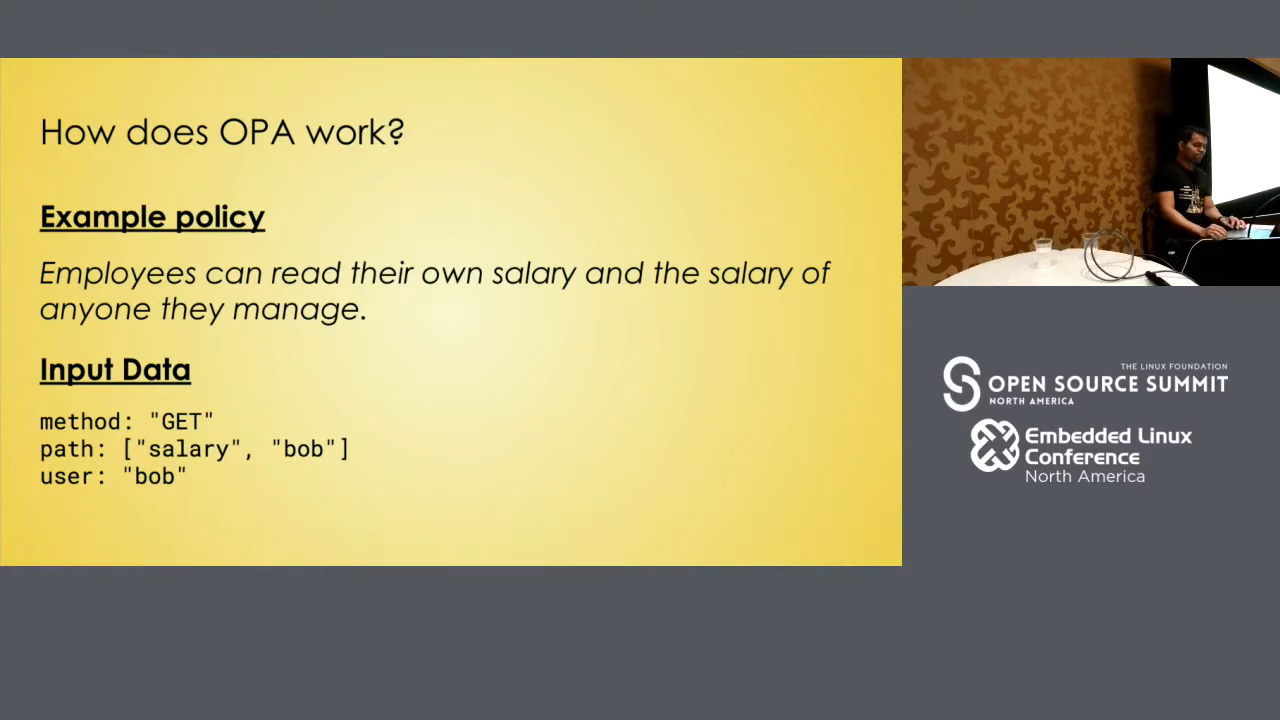 How does OPA work?
Example policy
Employees can read their own salary and the salary of
anyone they manage.
Input Data
method: "GET"
path: ["salary", "bob"]
user: "bob"
THE LINUX FOUNDATION
OPEN SOURCE SUMMIT
NORTH AMERICA
Embedded Linux
Conference
North America